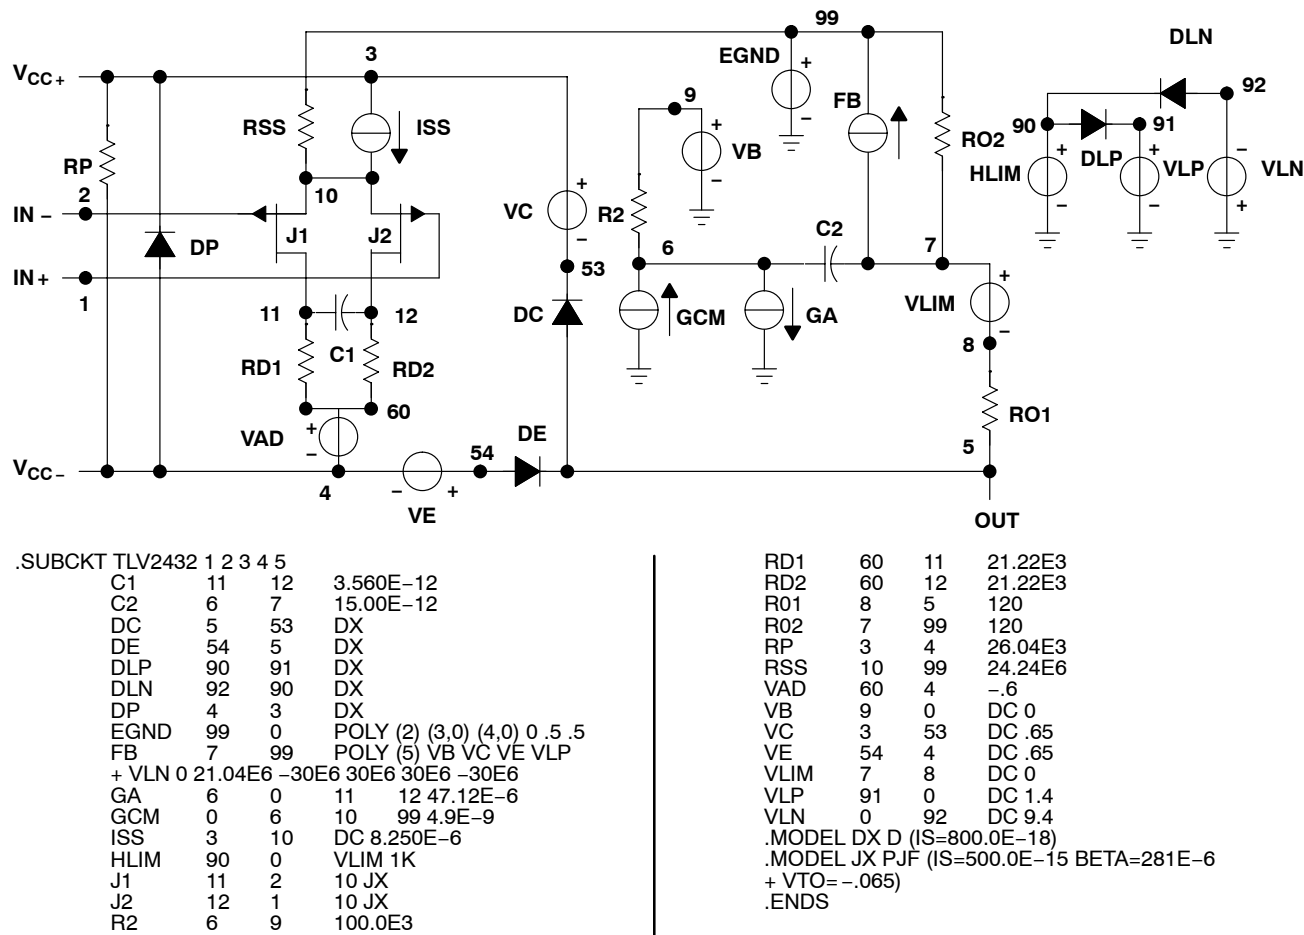 99
DLN
3
EGND
92
VCC+
9
FB
RSS
ISS
90
91
RP
VB
RO2
DLP
10
HLIM
VLP
VLN
2
VC
R2
IN −
J1
J2
C2
DP
6
7
IN +
53
1
VLIM
11
12
DC
GCM
GA
C1
8
RD1
RD2
60
RO1
VAD
DE
54
5
VCC−
4
VE
OUT
.SUBCKT TLV2432 1 2 3 4 5
C1 11 12 3.560E−12
C2 6 7 15.00E−12
DC 5 53 DX
DE 54 5 DX
DLP 90 91 DX
DLN 92 90 DX
DP 4 3 DX
EGND 99 0 POLY (2) (3,0) (4,0) 0 .5 .5
FB 7 99 POLY (5) VB VC VE VLP
+ VLN 0 21.04E6 −30E6 30E6 30E6 −30E6
GA 6 0 11 12 47.12E−6
GCM 0 6 10 99 4.9E−9
ISS 3 10 DC 8.250E−6
HLIM 90 0 VLIM 1K
J1 11 2 10 JX
J2 12 1 10 JX
R2 6 9 100.0E3
RD1 60 11 21.22E3
RD2 60 12 21.22E3
R01 8 5 120
R02 7 99 120
RP 3 4 26.04E3
RSS 10 99 24.24E6
VAD 60 4 −.6
VB 9 0 DC 0
VC 3 53 DC .65
VE 54 4 DC .65
VLIM 7 8 DC 0
VLP 91 0 DC 1.4
VLN 0 92 DC 9.4
.MODEL DX D (IS=800.0E−18)
.MODEL JX PJF (IS=500.0E−15 BETA=281E−6
+ VTO=−.065)
.ENDS